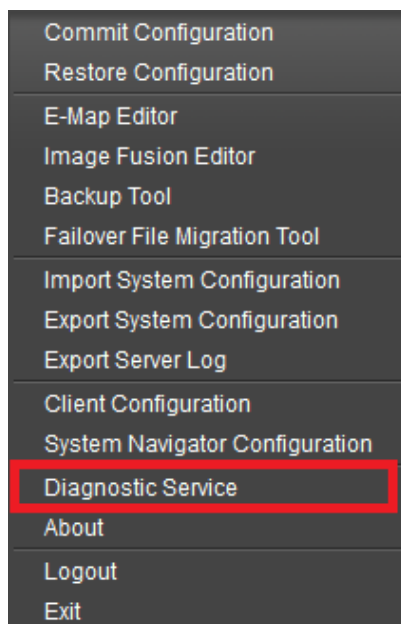 Commit Configuration
Restore Configuration
E-Map Editor
Image Fusion Editor
Backup Tool
Failover File Migration Tool
Import System Configuration
Export System Configuration
Export Server Log
Client Configuration
System Navigator Configuration
Diagnostic Service
About
Logout
Exit